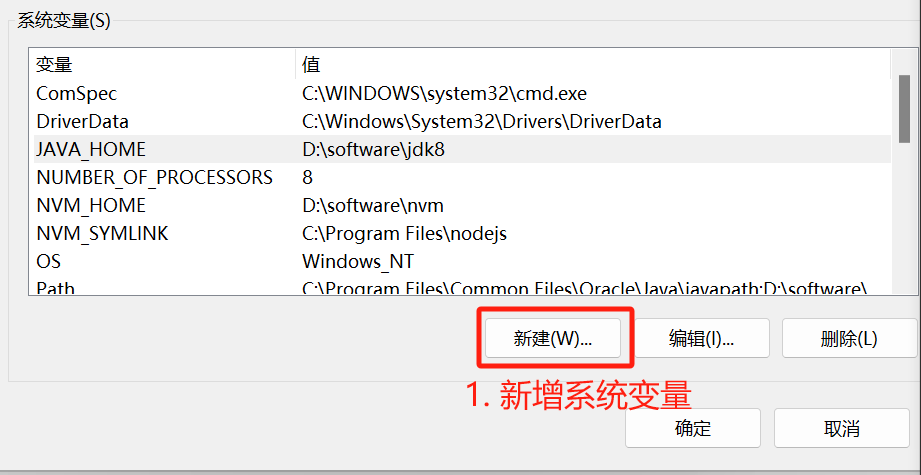 系统变量(S)
变量 值
ComSpec C:\WINDOWS\system32\cmd.exe
DriverData C:\Windows\System32\Drivers\DriverData
JAVA_HOME D:\software\jdk8
NUMBER_OF_PROCESSORS 8
NVM_HOME D:\software\nvm
NVM_SYMLINK C:\Program Files\nodejs
OS Windows_NT
Path C:\Program Files\Common Files\Oracle\Java\javapath;D:\software\
新建(W)... 编辑(I)... 删除(L)
1. 新增系统变量
确定 取消